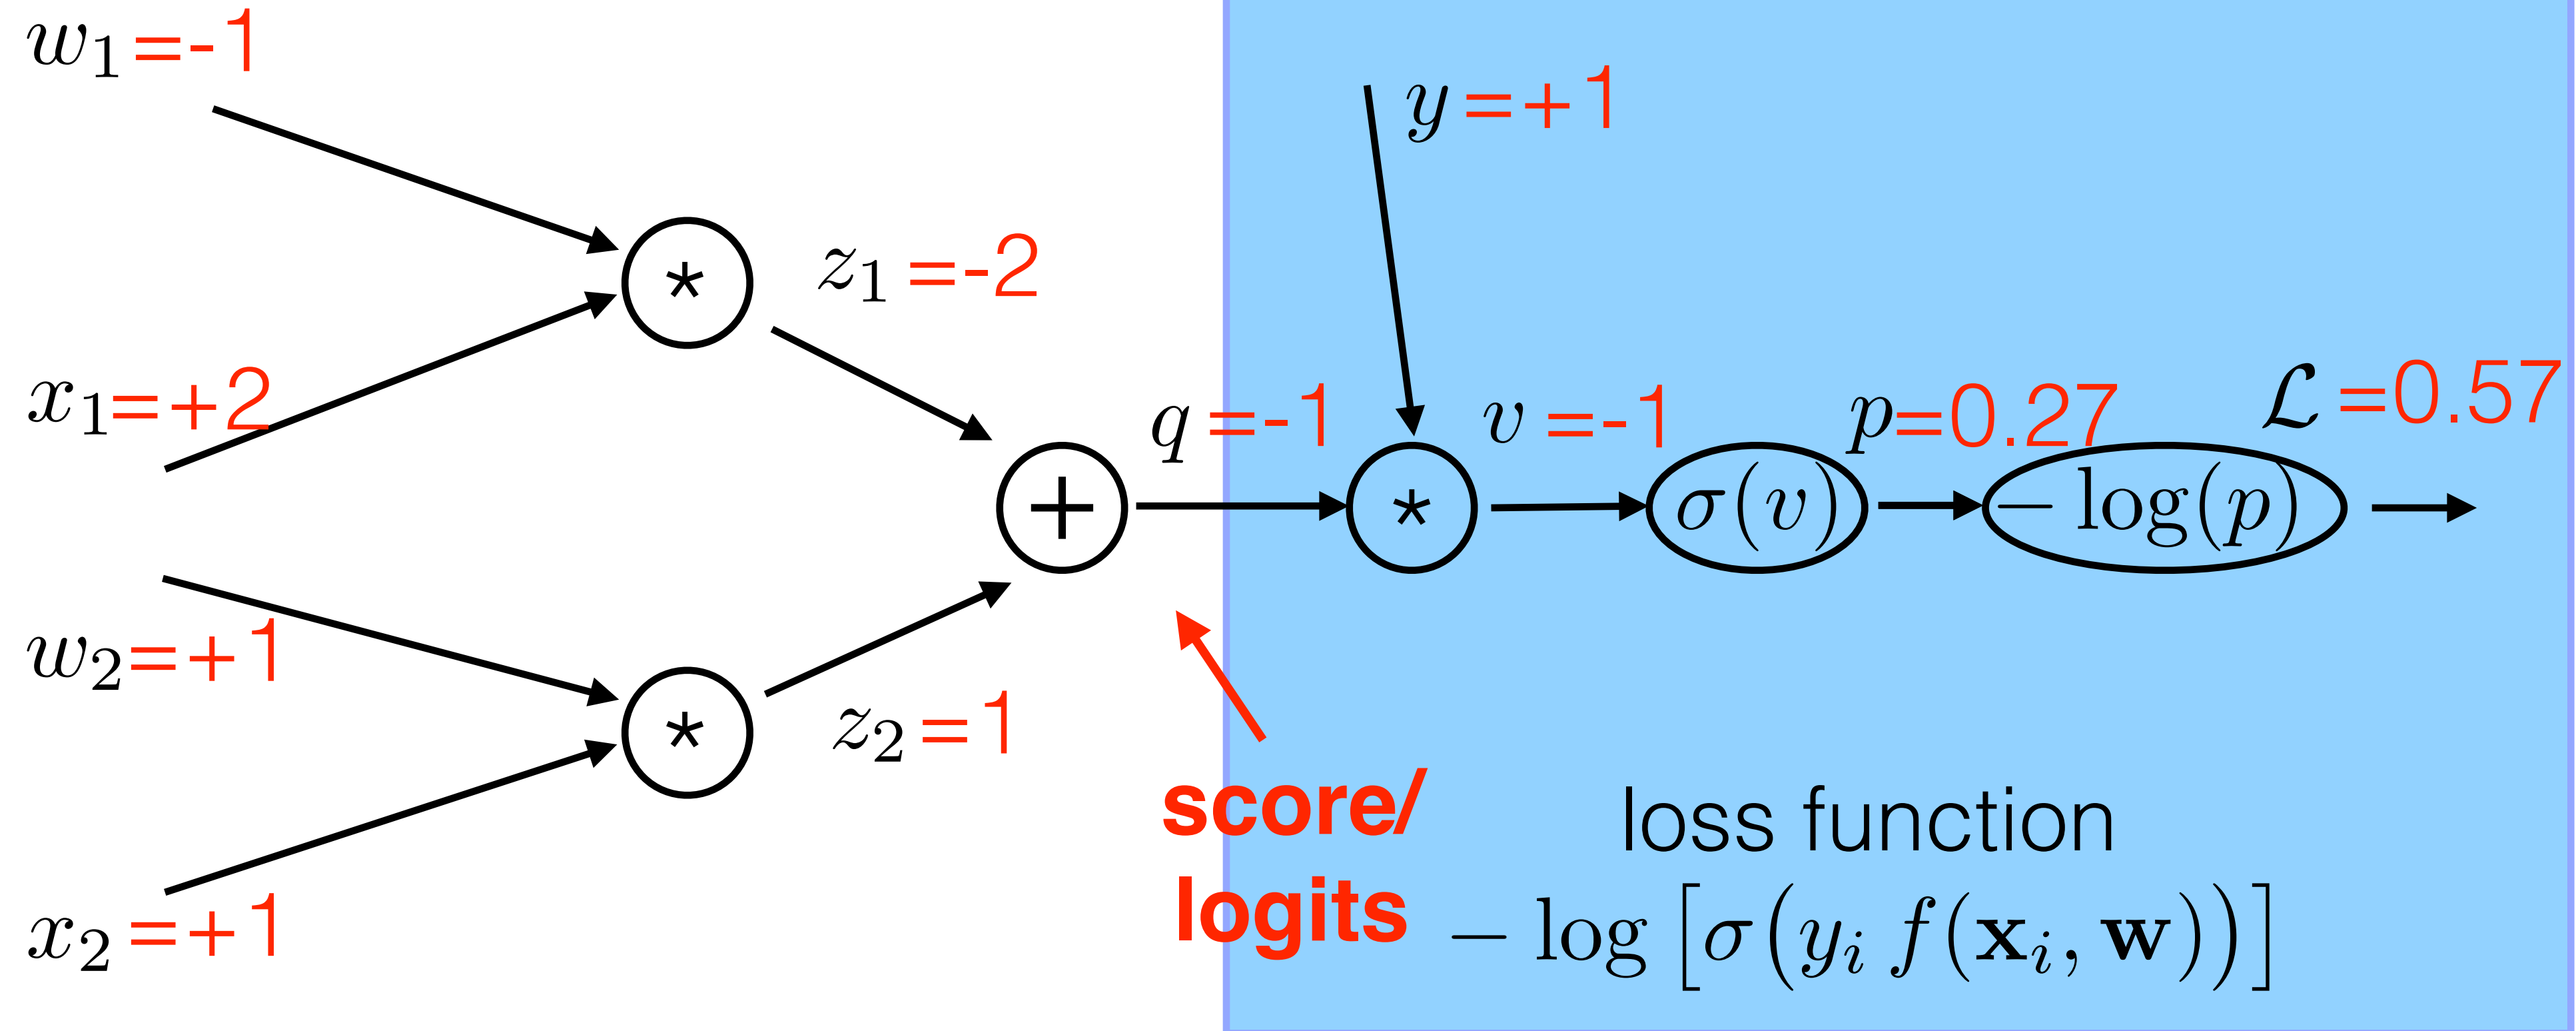 w₁=-1
x₁=+2
w₂=+1
x₂=+1
*
*
z₁=-2
z₂=1
+
q=-1
y=+1
*
v=-1
σ(v)
p=0.27
− log(p)
ℒ=0.57
score/
logits
loss function
− log [σ(yᵢ f(𝐱ᵢ, 𝐰))]